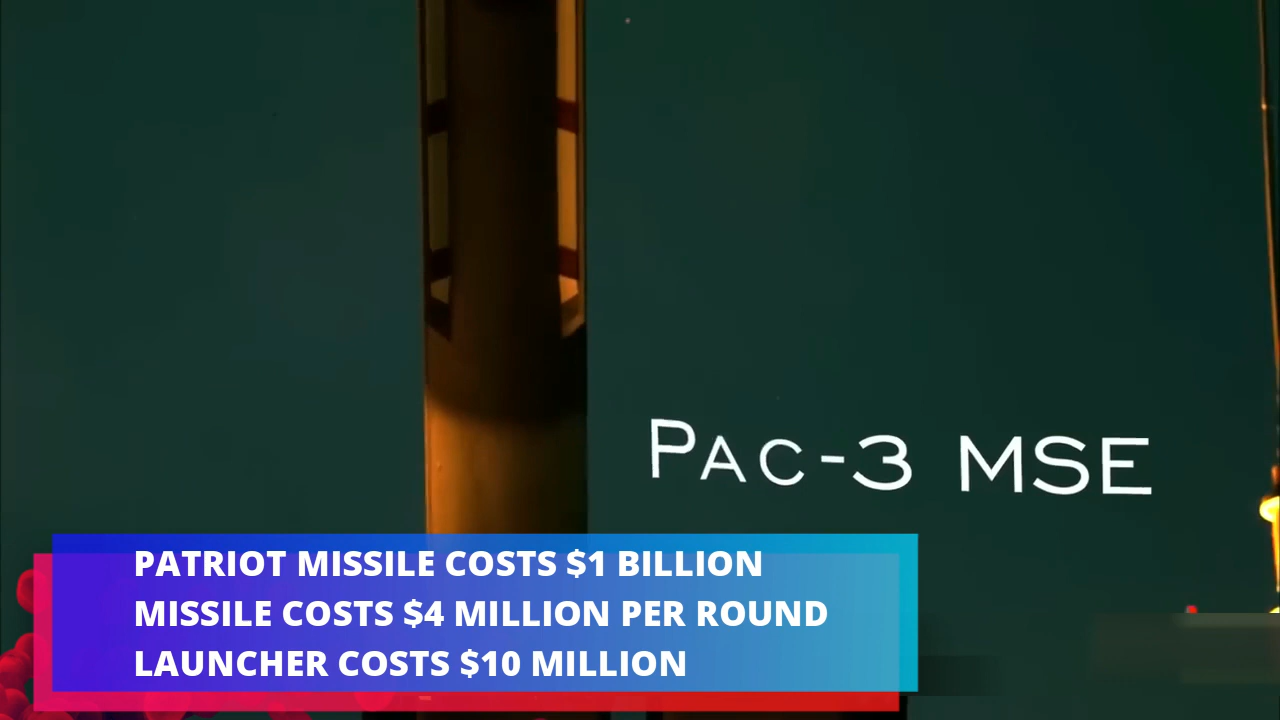 PAC-3 MSE
PATRIOT MISSILE COSTS $1 BILLION
MISSILE COSTS $4 MILLION PER ROUND
LAUNCHER COSTS $10 MILLION